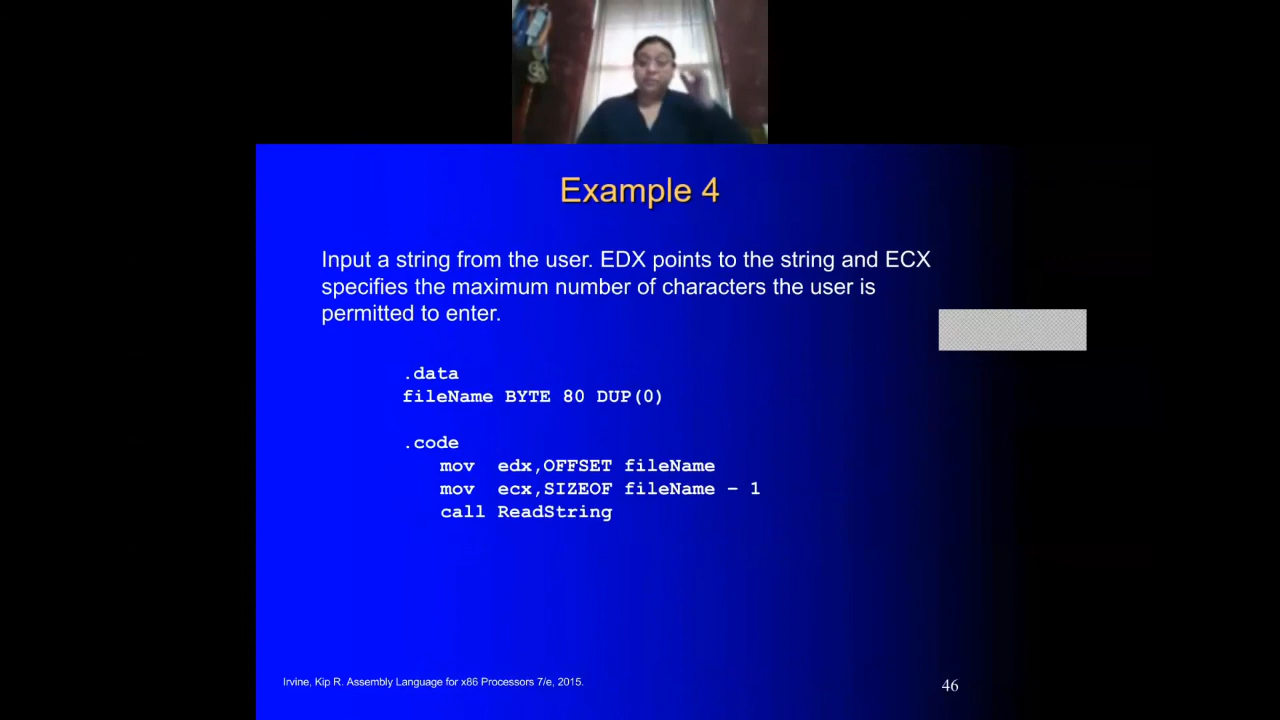 Example 4
Input a string from the user. EDX points to the string and ECX
specifies the maximum number of characters the user is
permitted to enter.
.data
fileName BYTE 80 DUP(0)
.code
mov edx,OFFSET fileName
mov ecx,SIZEOF fileName – 1
call ReadString
Irvine, Kip R. Assembly Language for x86 Processors 7/e, 2015.
46